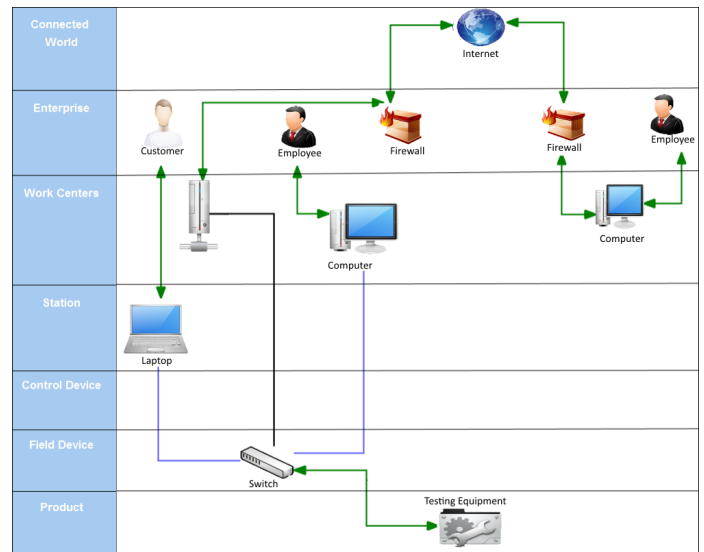 Connected
World
Internet
Enterprise
Customer
Employee
Firewall
Firewall
Employee
Work Centers
Computer
Computer
Station
Laptop
Control Device
Field Device
Switch
Product
Testing Equipment